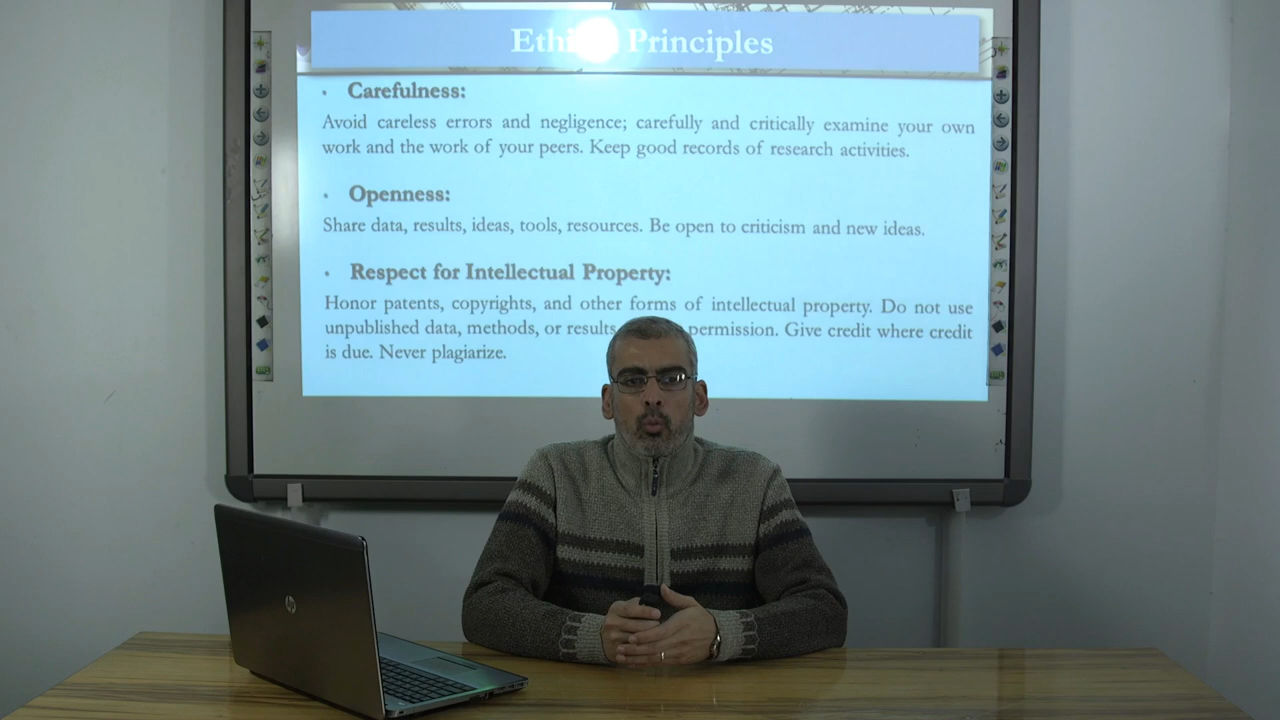 Eth Principles
• Carefulness:
Avoid careless errors and negligence; carefully and critically examine your own
work and the work of your peers. Keep good records of research activities.
• Openness:
Share data, results, ideas, tools, resources. Be open to criticism and new ideas.
• Respect for Intellectual Property:
Honor patents, copyrights, and other forms of intellectual property. Do not use
unpublished data, methods, or results permission. Give credit where credit
is due. Never plagiarize.
hp